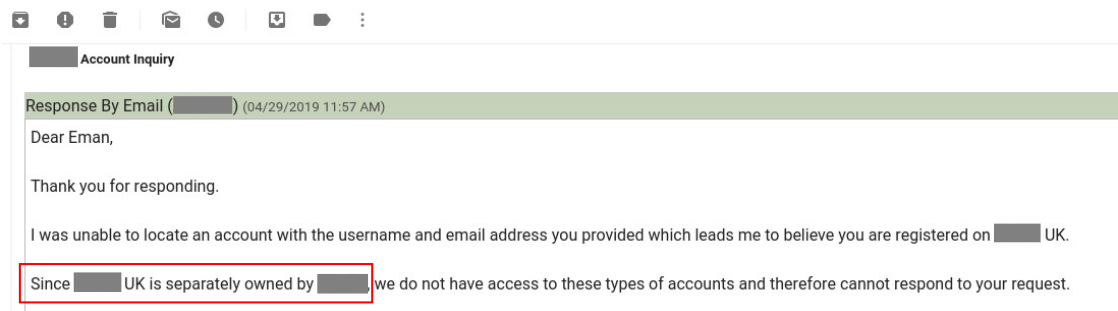 Account Inquiry
Response By Email ( ) (04/29/2019 11:57 AM)
Dear Eman,
Thank you for responding.
I was unable to locate an account with the username and email address you provided which leads me to believe you are registered on UK.
Since UK is separately owned by , we do not have access to these types of accounts and therefore cannot respond to your request.